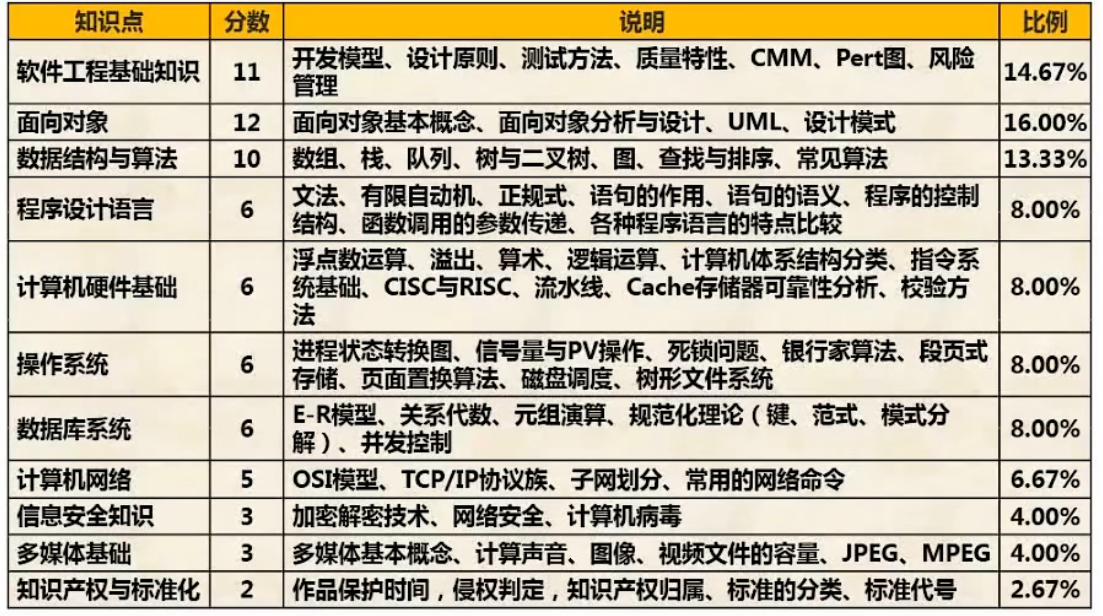 知识点 分数 说明 比例
软件工程基础知识 11 开发模型、设计原则、测试方法、质量特性、CMM、Pert图、风险
管理 14.67%
面向对象 12 面向对象基本概念、面向对象分析与设计、UML、设计模式 16.00%
数据结构与算法 10 数组、栈、队列、树与二叉树、图、查找与排序、常见算法 13.33%
程序设计语言 6 文法、有限自动机、正规式、语句的作用、语句的语义、程序的控制
结构、函数调用的参数传递、各种程序语言的特点比较 8.00%
浮点数运算、溢出、算术、逻辑运算、计算机体系结构分类、指令系
计算机硬件基础 6 统基础、CISC与RISC、流水线、Cache存储器可靠性分析、校验方 8.00%
法
操作系统 6 进程状态转换图、信号量与PV操作、死锁问题、银行家算法、段页式
存储、页面置换算法、磁盘调度、树形文件系统 8.00%
数据库系统 6 E-R模型、关系代数、元组演算、规范化理论（键、范式、模式分
解）、并发控制 8.00%
计算机网络 5 OSI模型、TCP/IP协议族、子网划分、常用的网络命令 6.67%
信息安全知识 3 加密解密技术、网络安全、计算机病毒 4.00%
多媒体基础 3 多媒体基本概念、计算声音、图像、视频文件的容量、JPEG、MPEG 4.00%
知识产权与标准化 2 作品保护时间，侵权判定，知识产权归属、标准的分类、标准代号 2.67%